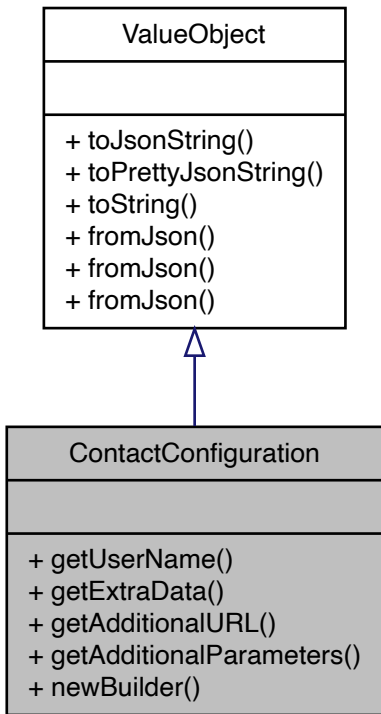 ValueObject
+ toJsonString()
+ toPrettyJsonString()
+ toString()
+ fromJson()
+ fromJson()
+ fromJson()
ContactConfiguration
+ getUserName()
+ getExtraData()
+ getAdditionalURL()
+ getAdditionalParameters()
+ newBuilder()